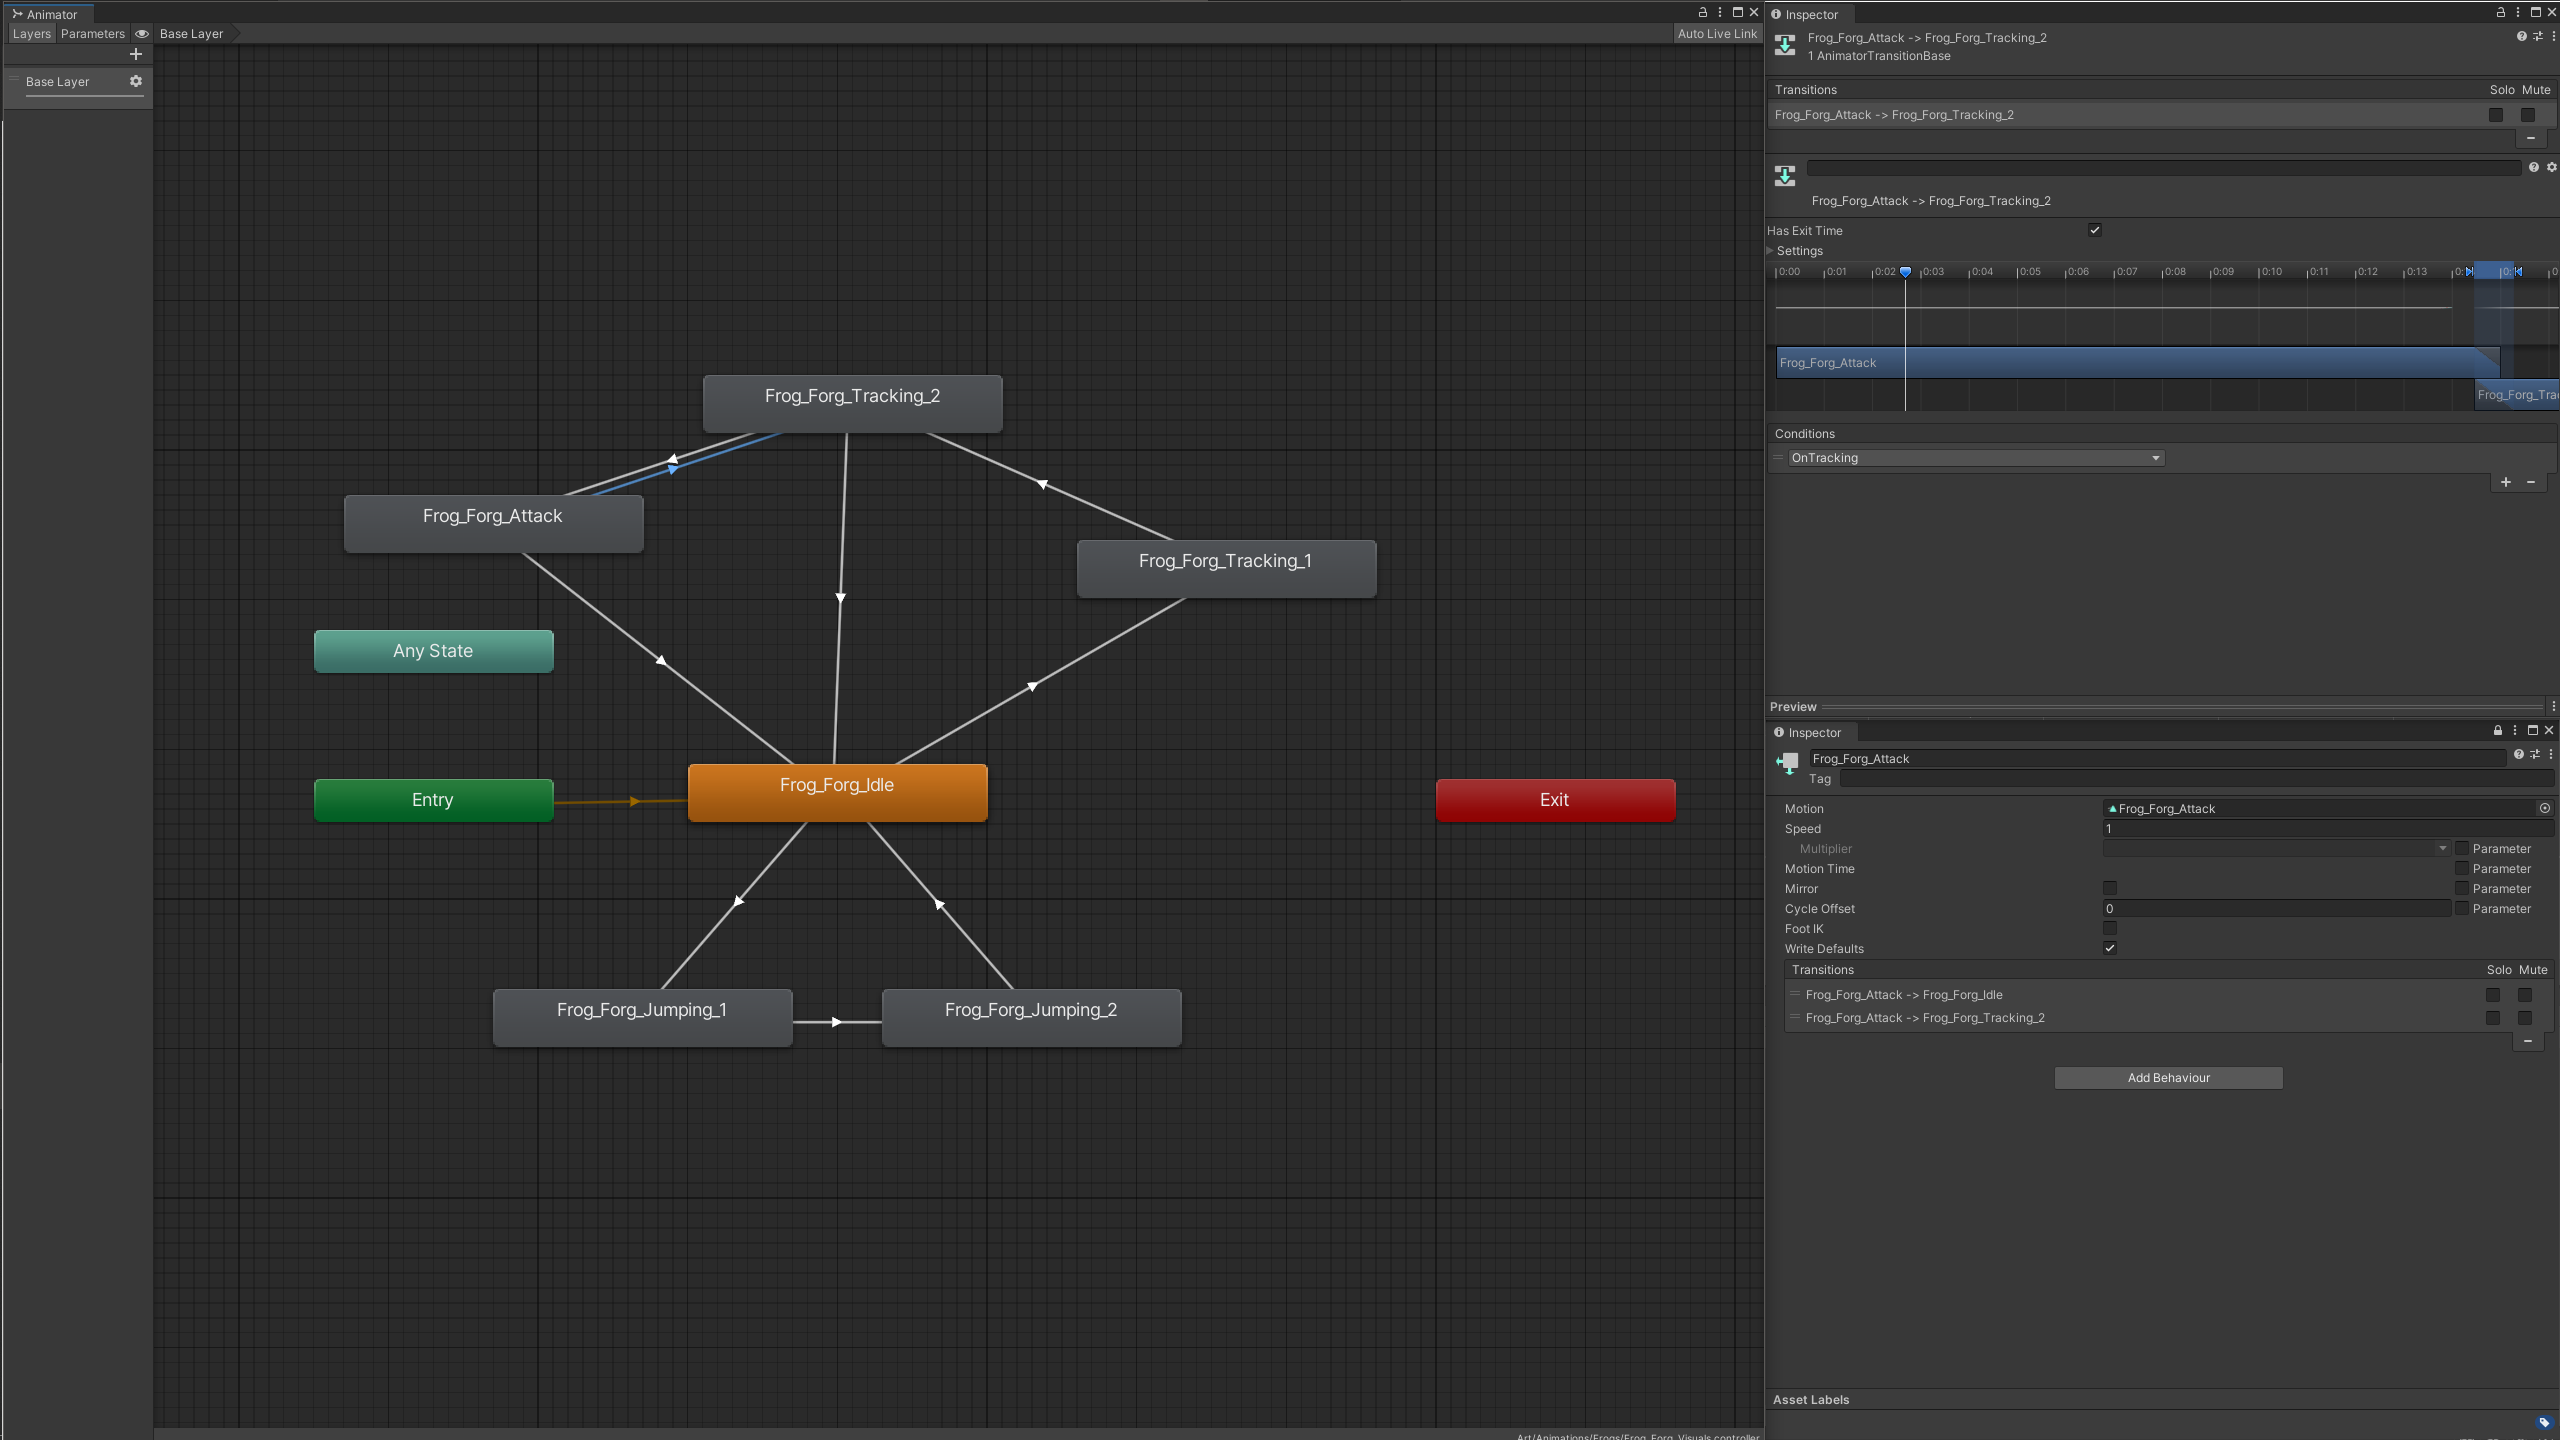 Animator
Layers Parameters Base Layer Auto Live Link
Base Layer
Frog_Forg_Tracking_2
Frog_Forg_Attack
Frog_Forg_Tracking_1
Any State
Entry
Frog_Forg_Idle
Exit
Frog_Forg_Jumping_1
Frog_Forg_Jumping_2
Art/Animations/Frogs/Frog_Forg_Visuals.controller
Inspector
Frog_Forg_Attack -> Frog_Forg_Tracking_2
1 AnimatorTransitionBase
Transitions Solo Mute
Frog_Forg_Attack -> Frog_Forg_Tracking_2
Frog_Forg_Attack -> Frog_Forg_Tracking_2
Has Exit Time
Settings
0:00 0:01 0:02 0:03 0:04 0:05 0:06 0:07 0:08 0:09 0:10 0:11 0:12 0:13
Frog_Forg_Attack
Frog_Forg_Tra
Conditions
OnTracking
Preview
Inspector
Frog_Forg_Attack
Tag
Motion Frog_Forg_Attack
Speed 1
Multiplier Parameter
Motion Time Parameter
Mirror Parameter
Cycle Offset 0 Parameter
Foot IK
Write Defaults
Transitions Solo Mute
Frog_Forg_Attack -> Frog_Forg_Idle
Frog_Forg_Attack -> Frog_Forg_Tracking_2
Add Behaviour
Asset Labels